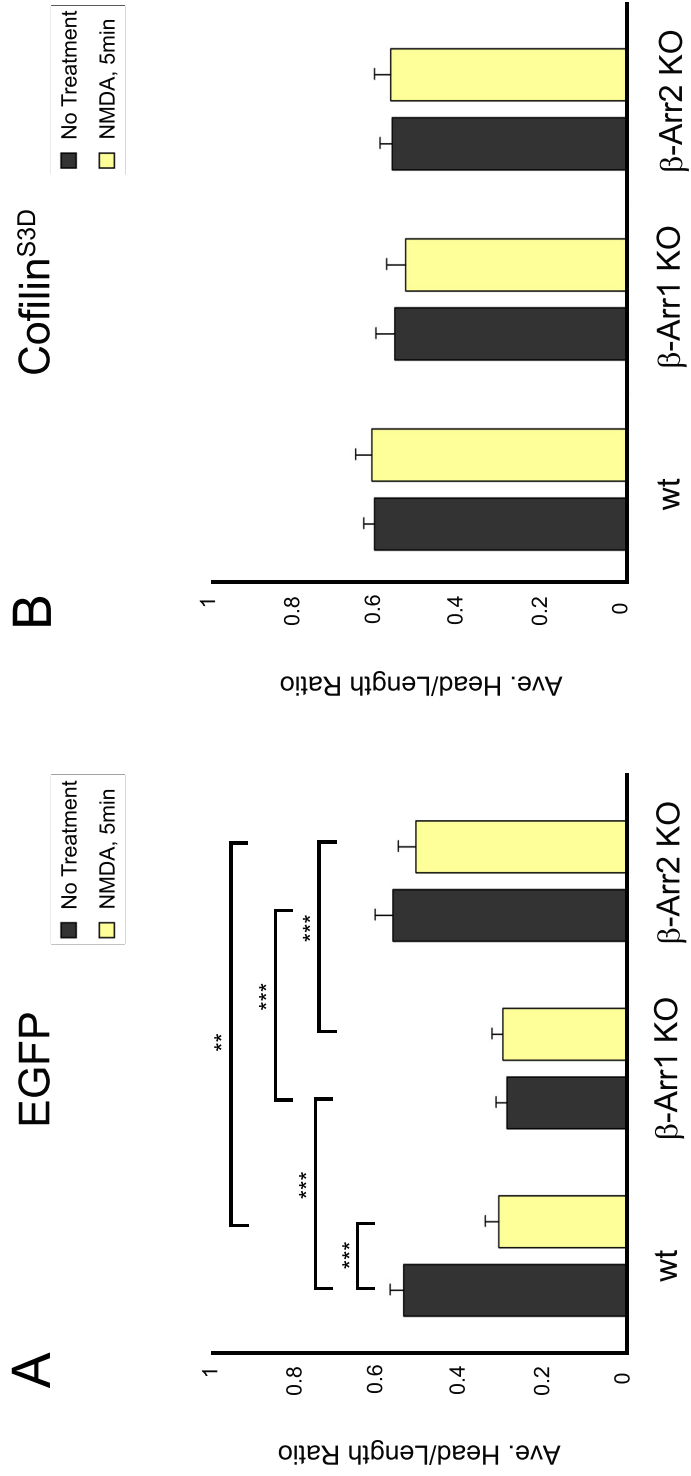 A
EGFP
No Treatment
NMDA, 5min
Ave. Head/Length Ratio
1
0.8
0.6
0.4
0.2
0
**
***
***
***
***
wt
β-Arr1 KO
β-Arr2 KO
B
Cofilin^S3D
No Treatment
NMDA, 5min
Ave. Head/Length Ratio
1
0.8
0.6
0.4
0.2
0
wt
β-Arr1 KO
β-Arr2 KO